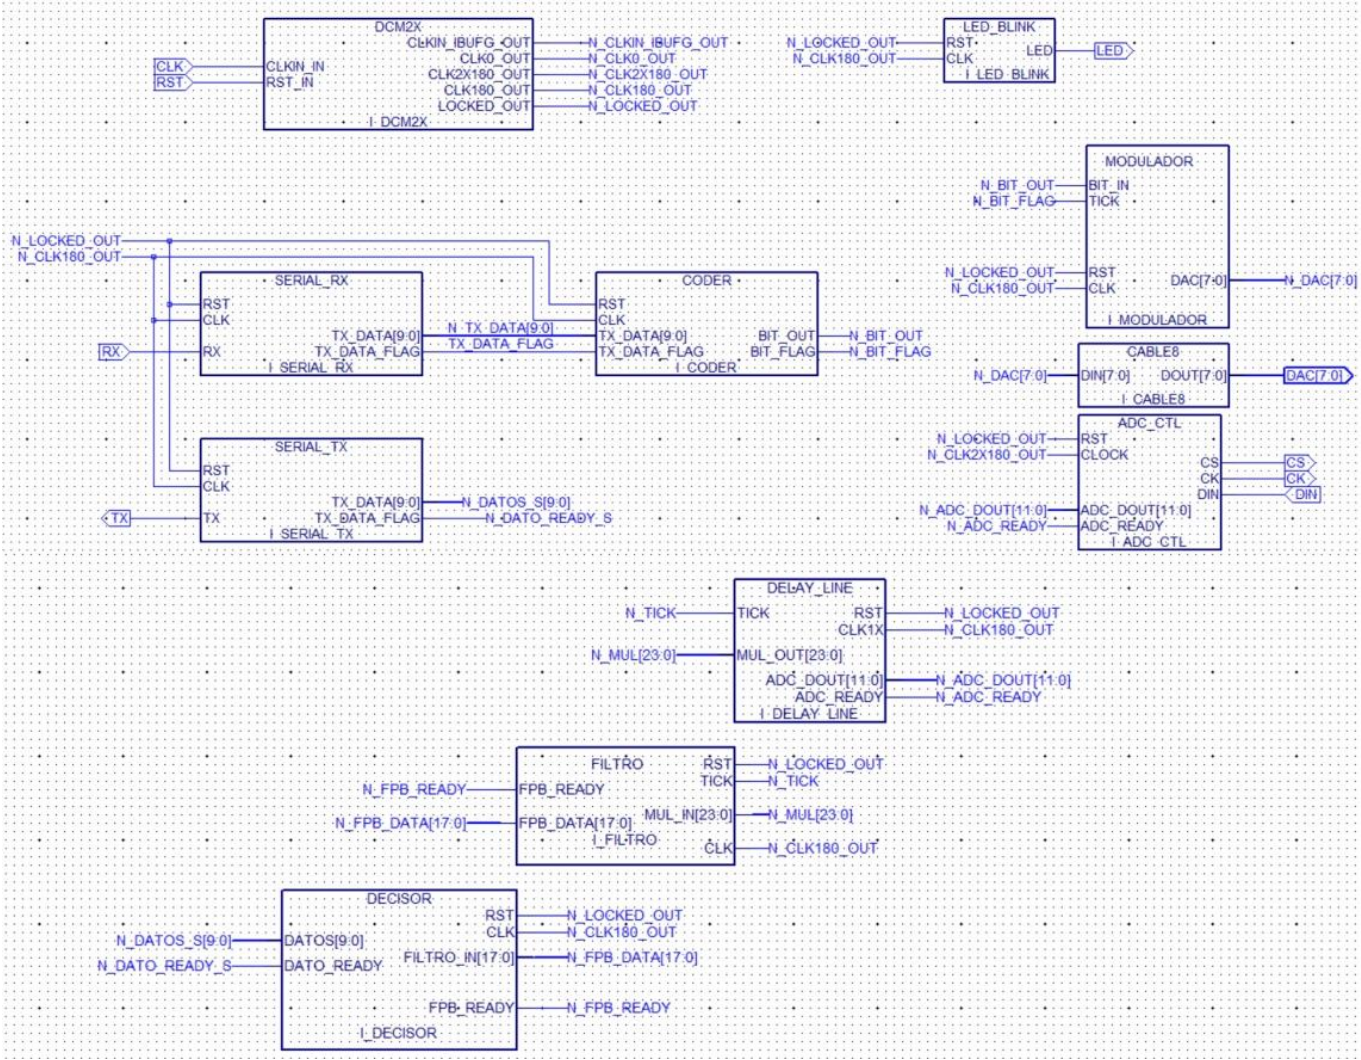 DCM2X
CLKIN_IBUFG_OUT N_CLKIN_IBUFG_OUT
CLK0_OUT N_CLK0_OUT
CLK CLKIN_IN CLK2X180_OUT N_CLK2X180_OUT
RST RST_IN CLK180_OUT N_CLK180_OUT
LOCKED_OUT N_LOCKED_OUT
I_DCM2X
LED_BLINK
N_LOCKED_OUT RST
LED LED
N_CLK180_OUT CLK
I_LED_BLINK
MODULADOR
N_BIT_OUT BIT_IN
N_BIT_FLAG TICK
N_LOCKED_OUT RST
DAC[7:0] N_DAC[7:0]
N_CLK180_OUT CLK
I_MODULADOR
N_LOCKED_OUT
N_CLK180_OUT
SERIAL_RX
RST
CLK
TX_DATA[9:0] N_TX_DATA[9:0]
RX RX TX_DATA_FLAG TX_DATA_FLAG
I_SERIAL_RX
CODER
RST
CLK
TX_DATA[9:0] BIT_OUT N_BIT_OUT
TX_DATA_FLAG BIT_FLAG N_BIT_FLAG
I_CODER
CABLE8
N_DAC[7:0] DIN[7:0] DOUT[7:0] DAC[7:0]
I_CABLE8
SERIAL_TX
RST
CLK
TX_DATA[9:0] N_DATOS_S[9:0]
TX TX TX_DATA_FLAG N_DATO_READY_S
I_SERIAL_TX
ADC_CTL
N_LOCKED_OUT RST
N_CLK2X180_OUT CLOCK
CS CS
CK CK
DIN DIN
N_ADC_DOUT[11:0] ADC_DOUT[11:0]
N_ADC_READY ADC_READY
I_ADC_CTL
DELAY_LINE
N_TICK TICK RST N_LOCKED_OUT
CLK1X N_CLK180_OUT
N_MUL[23:0] MUL_OUT[23:0]
ADC_DOUT[11:0] N_ADC_DOUT[11:0]
ADC_READY N_ADC_READY
I_DELAY_LINE
FILTRO RST N_LOCKED_OUT
TICK N_TICK
N_FPB_READY FPB_READY
MUL_IN[23:0] N_MUL[23:0]
N_FPB_DATA[17:0] FPB_DATA[17:0]
I_FILTRO
CLK N_CLK180_OUT
DECISOR
RST N_LOCKED_OUT
CLK N_CLK180_OUT
N_DATOS_S[9:0] DATOS[9:0]
FILTRO_IN[17:0] N_FPB_DATA[17:0]
N_DATO_READY_S DATO_READY
FPB_READY N_FPB_READY
I_DECISOR